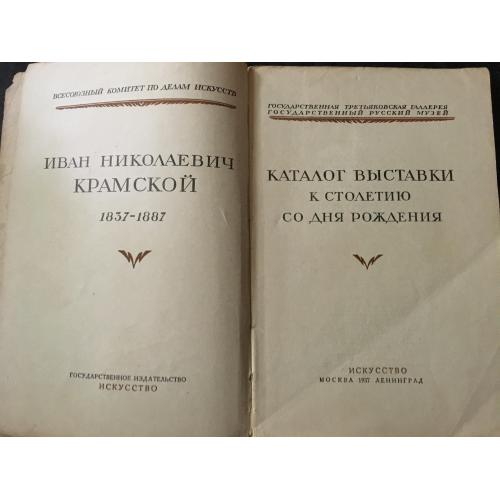 ВСЕСОЮЗНЫЙ КОМИТЕТ ПО ДЕЛАМ ИСКУССТВ
ИВАН НИКОЛАЕВИЧ
КРАМСКОЙ
1837-1887
ГОСУДАРСТВЕННОЕ ИЗДАТЕЛЬСТВО
ИСКУССТВО
ГОСУДАРСТВЕННАЯ ТРЕТЬЯКОВСКАЯ ГАЛЛЕРЕЯ
ГОСУДАРСТВЕННЫЙ РУССКИЙ МУЗЕЙ
КАТАЛОГ ВЫСТАВКИ
К СТОЛЕТИЮ
СО ДНЯ РОЖДЕНИЯ
ИСКУССТВО
МОСКВА 1937 ЛЕНИНГРАД